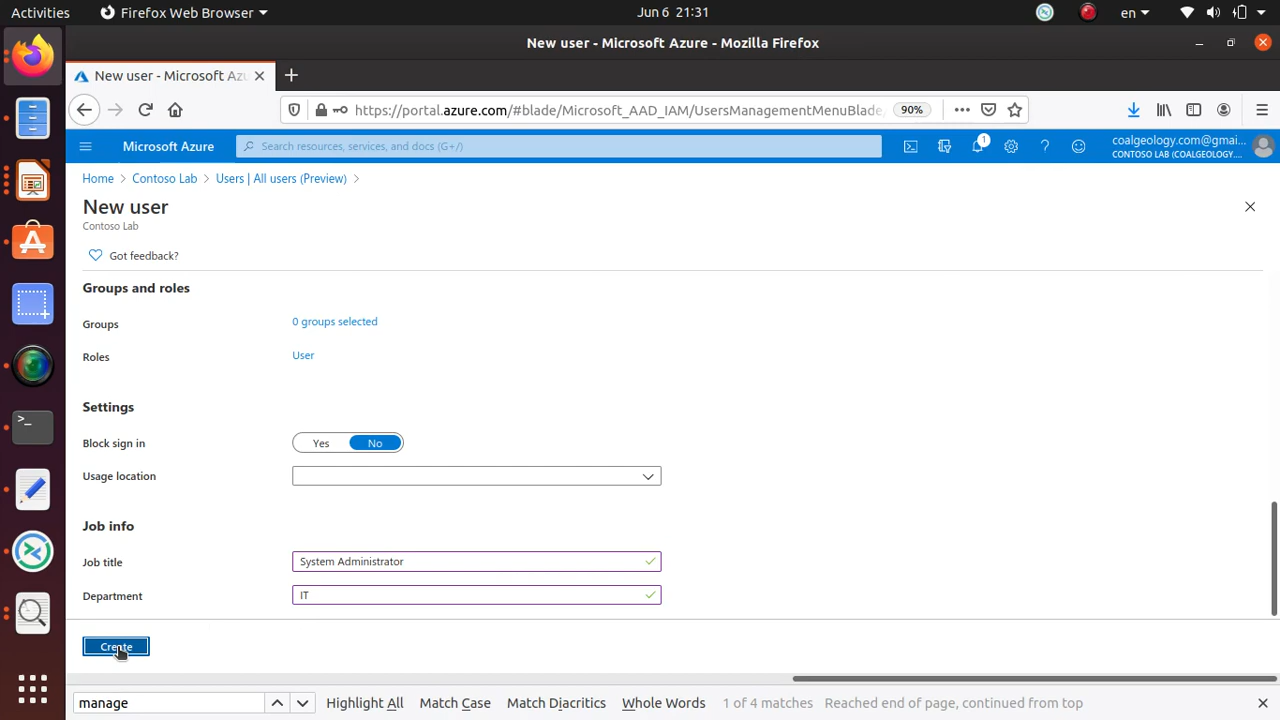 Activities Firefox Web Browser Jun 6 21:31 en
New user - Microsoft Azure - Mozilla Firefox
New user - Microsoft Azu
https://portal.azure.com/#blade/Microsoft_AAD_IAM/UsersManagementMenuBlade, 90%
Microsoft Azure Search resources, services, and docs (G+/) 1 coalgeology.com@gmai...
CONTOSO LAB (COALGEOLOGY....
Home > Contoso Lab > Users | All users (Preview) >
New user
Contoso Lab
Got feedback?
Groups and roles
Groups 0 groups selected
Roles User
Settings
Block sign in Yes No
Usage location
Job info
Job title System Administrator
Department IT
Create
manage Highlight All Match Case Match Diacritics Whole Words 1 of 4 matches Reached end of page, continued from top